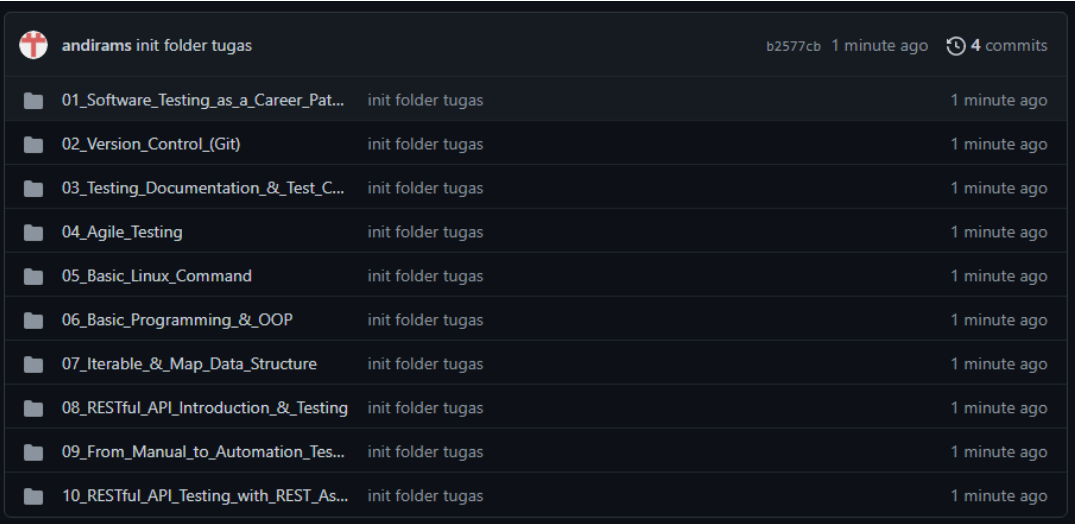 andirams init folder tugas b2577cb 1 minute ago 4 commits
01_Software_Testing_as_a_Career_Pat... init folder tugas 1 minute ago
02_Version_Control_(Git) init folder tugas 1 minute ago
03_Testing_Documentation_&_Test_C... init folder tugas 1 minute ago
04_Agile_Testing init folder tugas 1 minute ago
05_Basic_Linux_Command init folder tugas 1 minute ago
06_Basic_Programming_&_OOP init folder tugas 1 minute ago
07_Iterable_&_Map_Data_Structure init folder tugas 1 minute ago
08_RESTful_API_Introduction_&_Testing init folder tugas 1 minute ago
09_From_Manual_to_Automation_Tes... init folder tugas 1 minute ago
10_RESTful_API_Testing_with_REST_As... init folder tugas 1 minute ago